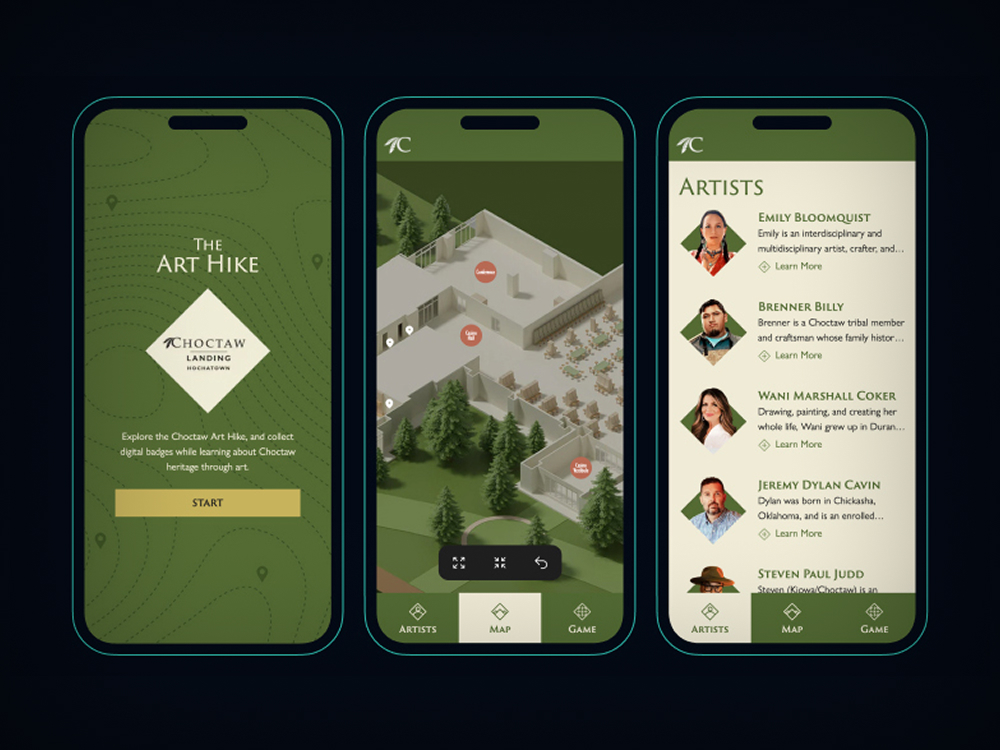 THE
ART HIKE
CHOCTAW
LANDING
HOCHATOWN
Explore the Choctaw Art Hike, and collect
digital badges while learning about Choctaw
heritage through art.
START
C
Conference
Casino
Hall
Casino
ARTISTS
MAP
GAME
C
ARTISTS
EMILY BLOOMQUIST
Emily is an interdisciplinary and
multidisciplinary artist, crafter, and...
Learn More
BRENNER BILLY
Brenner is a Choctaw tribal member
and craftsman whose family histor...
Learn More
WANI MARSHALL COKER
Drawing, painting, and creating her
whole life, Wani grew up in Duran...
Learn More
JEREMY DYLAN CAVIN
Dylan was born in Chickasha,
Oklahoma, and is an enrolled...
Learn More
STEVEN PAUL JUDD
Steven (Kiowa/Choctaw) is an
ARTISTS
MAP
GAME